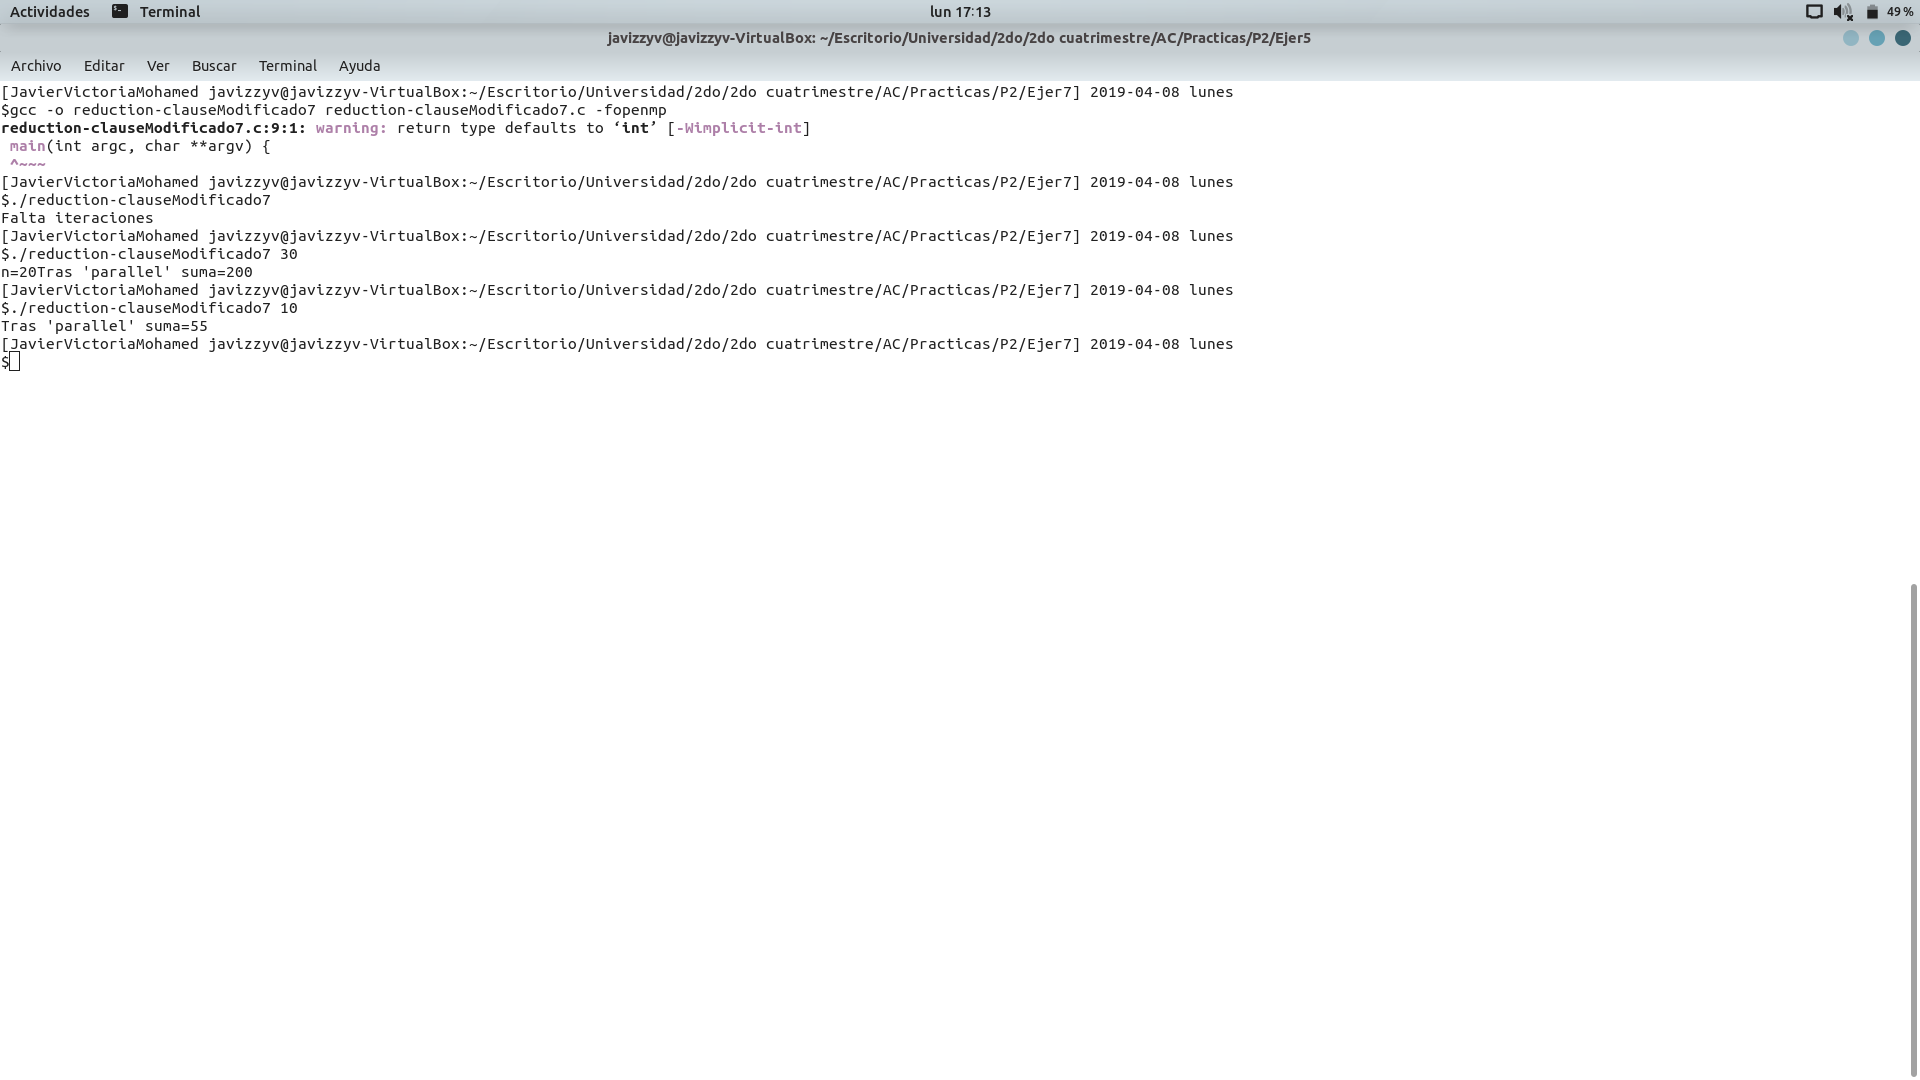 Actividades Terminal lun 17:13 49 %
javizzyv@javizzyv-VirtualBox: ~/Escritorio/Universidad/2do/2do cuatrimestre/AC/Practicas/P2/Ejer5
Archivo Editar Ver Buscar Terminal Ayuda
[JavierVictoriaMohamed javizzyv@javizzyv-VirtualBox:~/Escritorio/Universidad/2do/2do cuatrimestre/AC/Practicas/P2/Ejer7] 2019-04-08 lunes
$gcc -o reduction-clauseModificado7 reduction-clauseModificado7.c -fopenmp
reduction-clauseModificado7.c:9:1: warning: return type defaults to ‘int’ [-Wimplicit-int]
 main(int argc, char **argv) {
 ^~~~
[JavierVictoriaMohamed javizzyv@javizzyv-VirtualBox:~/Escritorio/Universidad/2do/2do cuatrimestre/AC/Practicas/P2/Ejer7] 2019-04-08 lunes
$./reduction-clauseModificado7
Falta iteraciones
[JavierVictoriaMohamed javizzyv@javizzyv-VirtualBox:~/Escritorio/Universidad/2do/2do cuatrimestre/AC/Practicas/P2/Ejer7] 2019-04-08 lunes
$./reduction-clauseModificado7 30
n=20Tras 'parallel' suma=200
[JavierVictoriaMohamed javizzyv@javizzyv-VirtualBox:~/Escritorio/Universidad/2do/2do cuatrimestre/AC/Practicas/P2/Ejer7] 2019-04-08 lunes
$./reduction-clauseModificado7 10
Tras 'parallel' suma=55
[JavierVictoriaMohamed javizzyv@javizzyv-VirtualBox:~/Escritorio/Universidad/2do/2do cuatrimestre/AC/Practicas/P2/Ejer7] 2019-04-08 lunes
$